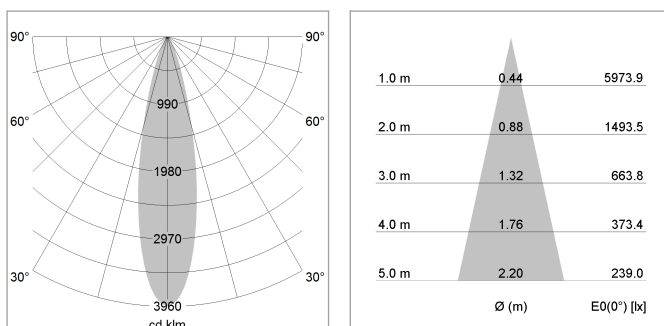 90° 90°
990
60° 60°
1980
2970
30° 30°
3960
cd klm
1.0 m 0.44 5973.9
2.0 m 0.88 1493.5
3.0 m 1.32 663.8
4.0 m 1.76 373.4
5.0 m 2.20 239.0
Ø (m) E0(0°) [lx]